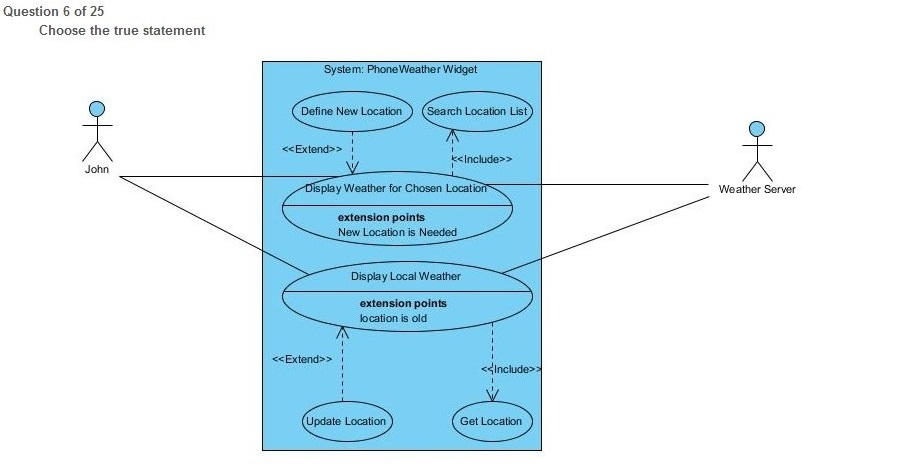 Question 6 of 25
Choose the true statement
System: PhoneWeather Widget
Define New Location
Search Location List
<<Extend>>
<<Include>>
John
Weather Server
Display Weather for Chosen Location
extension points
New Location is Needed
Display Local Weather
extension points
location is old
<<Extend>>
<<Include>>
Update Location
Get Location